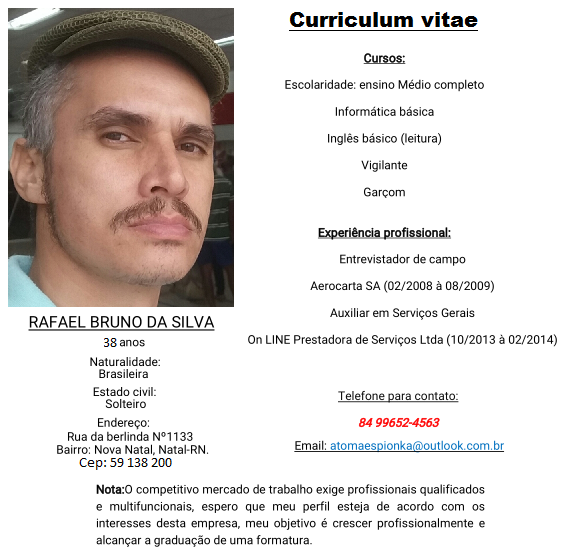 Curriculum vitae
Cursos:
Escolaridade: ensino Médio completo
Informática básica
Inglês básico (leitura)
Vigilante
Garçom
Experiência profissional:
Entrevistador de campo
Aerocarta SA (02/2008 à 08/2009)
Auxiliar em Serviços Gerais
On LINE Prestadora de Serviços Ltda (10/2013 à 02/2014)
Telefone para contato:
84 99652-4563
Email: atomaespionka@outlook.com.br
RAFAEL BRUNO DA SILVA
38 anos
Naturalidade:
Brasileira
Estado civil:
Solteiro
Endereço:
Rua da berlinda Nº1133
Bairro: Nova Natal, Natal-RN.
Cep: 59 138 200
Nota:O competitivo mercado de trabalho exige profissionais qualificados
e multifuncionais, espero que meu perfil esteja de acordo com os
interesses desta empresa, meu objetivo é crescer profissionalmente e
alcançar a graduação de uma formatura.